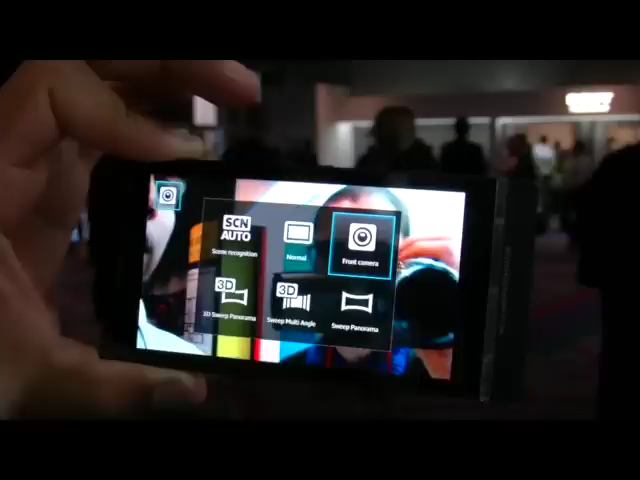 SCN
AUTO
Scene recognition
Normal
Front camera
3D
3D Sweep Panorama
3D
Sweep Multi Angle
Sweep Panorama